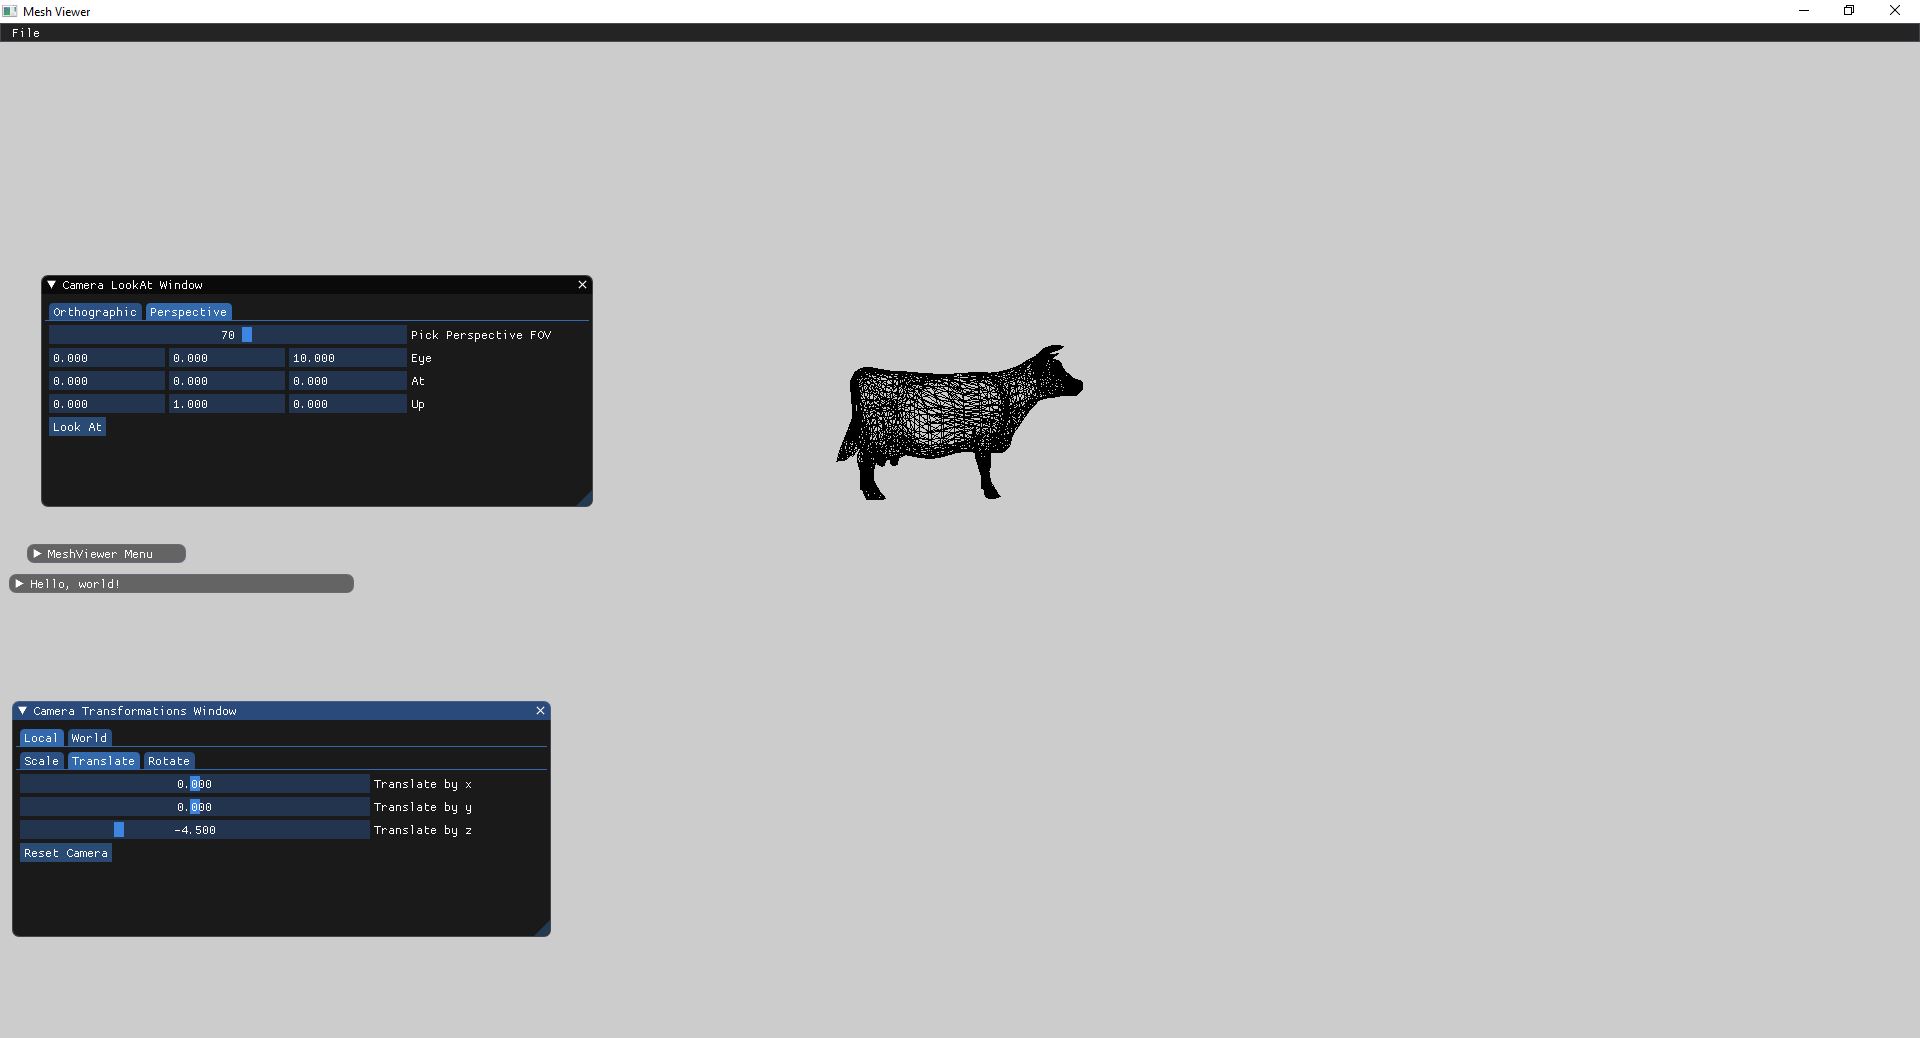 Mesh Viewer
File
Camera LookAt Window
Orthographic Perspective
70 Pick Perspective FOV
0.000 0.000 10.000 Eye
0.000 0.000 0.000 At
0.000 1.000 0.000 Up
Look At
MeshViewer Menu
Hello, world!
Camera Transformations Window
Local World
Scale Translate Rotate
0.000 Translate by x
0.000 Translate by y
-4.500 Translate by z
Reset Camera